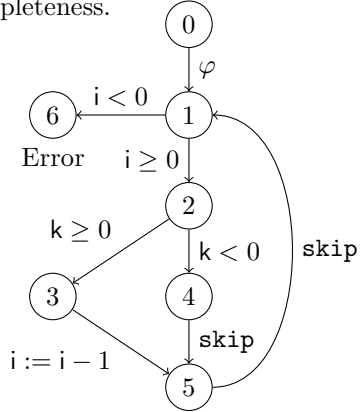 pleteness.
0
φ
i < 0
6
1
Error
i ≥ 0
2
k ≥ 0
k < 0
skip
3
4
skip
i := i − 1
5